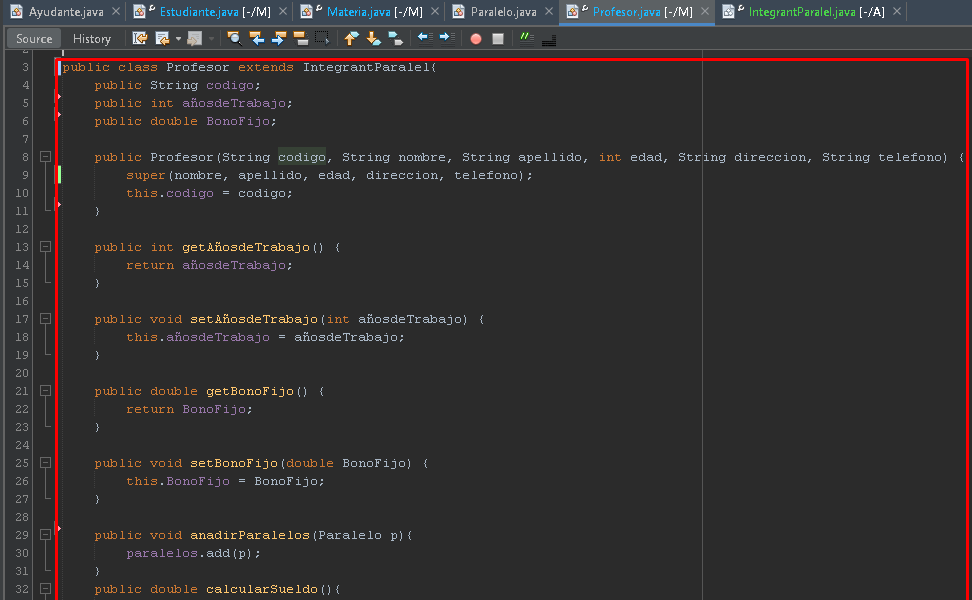 Ayudante.java Estudiante.java [-/M] Materia.java [-/M] Paralelo.java Profesor.java [-/M] IntegrantParalel.java [-/A]
Source History
3 public class Profesor extends IntegrantParalel{
4 public String codigo;
5 public int añosdeTrabajo;
6 public double BonoFijo;
7
8 public Profesor(String codigo, String nombre, String apellido, int edad, String direccion, String telefono) {
9 super(nombre, apellido, edad, direccion, telefono);
10 this.codigo = codigo;
11 }
12
13 public int getAñosdeTrabajo() {
14 return añosdeTrabajo;
15 }
16
17 public void setAñosdeTrabajo(int añosdeTrabajo) {
18 this.añosdeTrabajo = añosdeTrabajo;
19 }
20
21 public double getBonoFijo() {
22 return BonoFijo;
23 }
24
25 public void setBonoFijo(double BonoFijo) {
26 this.BonoFijo = BonoFijo;
27 }
28
29 public void anadirParalelos(Paralelo p){
30 paralelos.add(p);
31 }
32 public double calcularSueldo(){